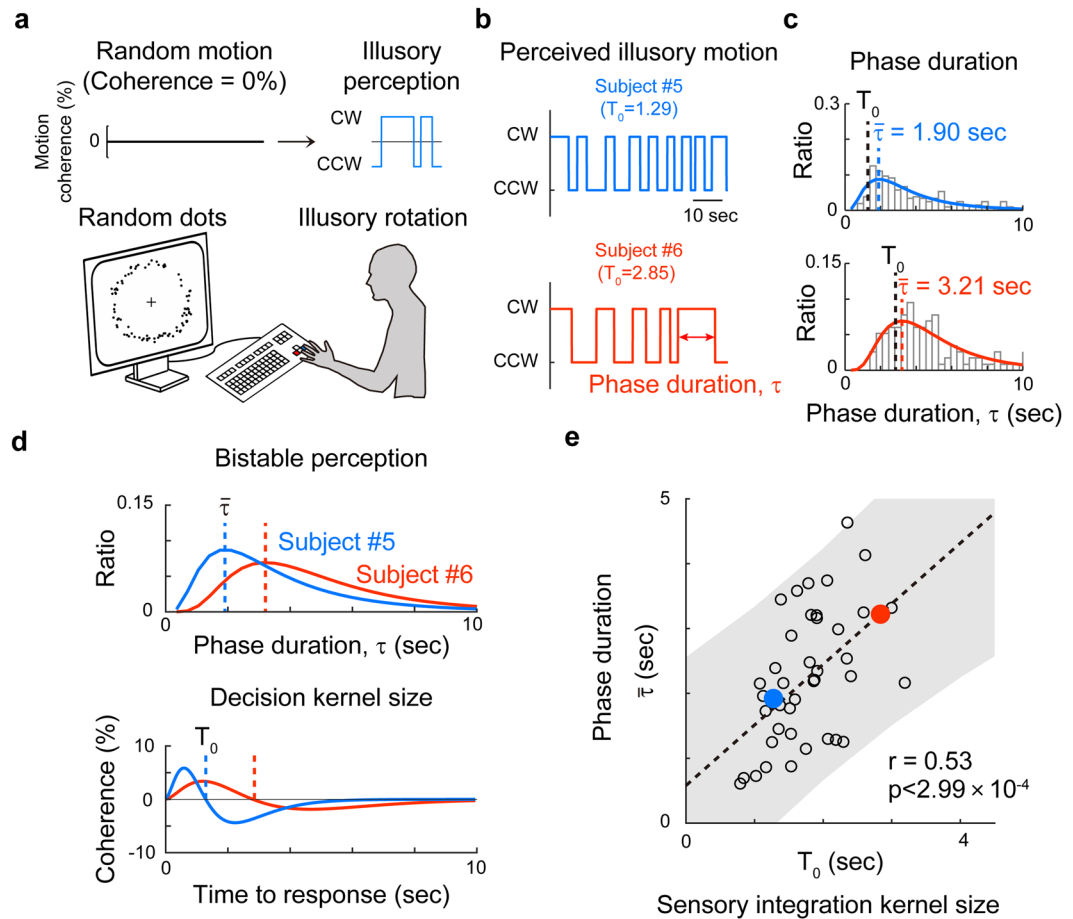 a
Random motion
(Coherence = 0%)
Illusory
perception
Motion
coherence (%)
0
CW
CCW
Random dots
Illusory rotation
b
Perceived illusory motion
Subject #5
(T0=1.29)
CW
CCW
10 sec
Subject #6
(T0=2.85)
CW
CCW
Phase duration, τ
c
Phase duration
0.3
T0
τ̄ = 1.90 sec
Ratio
0
0
10
0.15
T0
τ̄ = 3.21 sec
Ratio
0
0
10
Phase duration, τ (sec)
d
Bistable perception
0.15
τ̄
Subject #5
Subject #6
Ratio
0
0
10
Phase duration, τ (sec)
Decision kernel size
10
T0
Coherence (%)
0
-10
0
10
Time to response (sec)
e
5
Phase duration
τ̄ (sec)
r = 0.53
p<2.99 × 10⁻⁴
0
0
4
T0 (sec)
Sensory integration kernel size